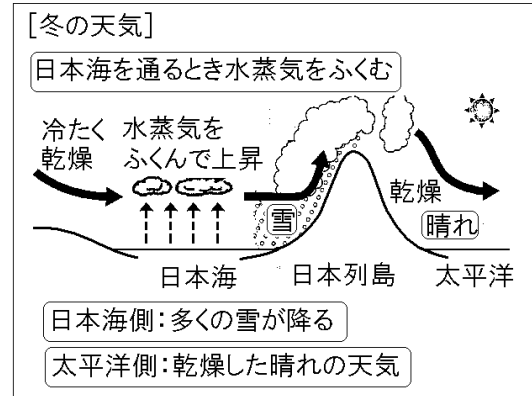 [冬の天気]
日本海を通るとき水蒸気をふくむ
冷たく
乾燥
水蒸気を
ふくんで上昇
雪
乾燥
晴れ
日本海
日本列島
太平洋
日本海側:多くの雪が降る
太平洋側:乾燥した晴れの天気